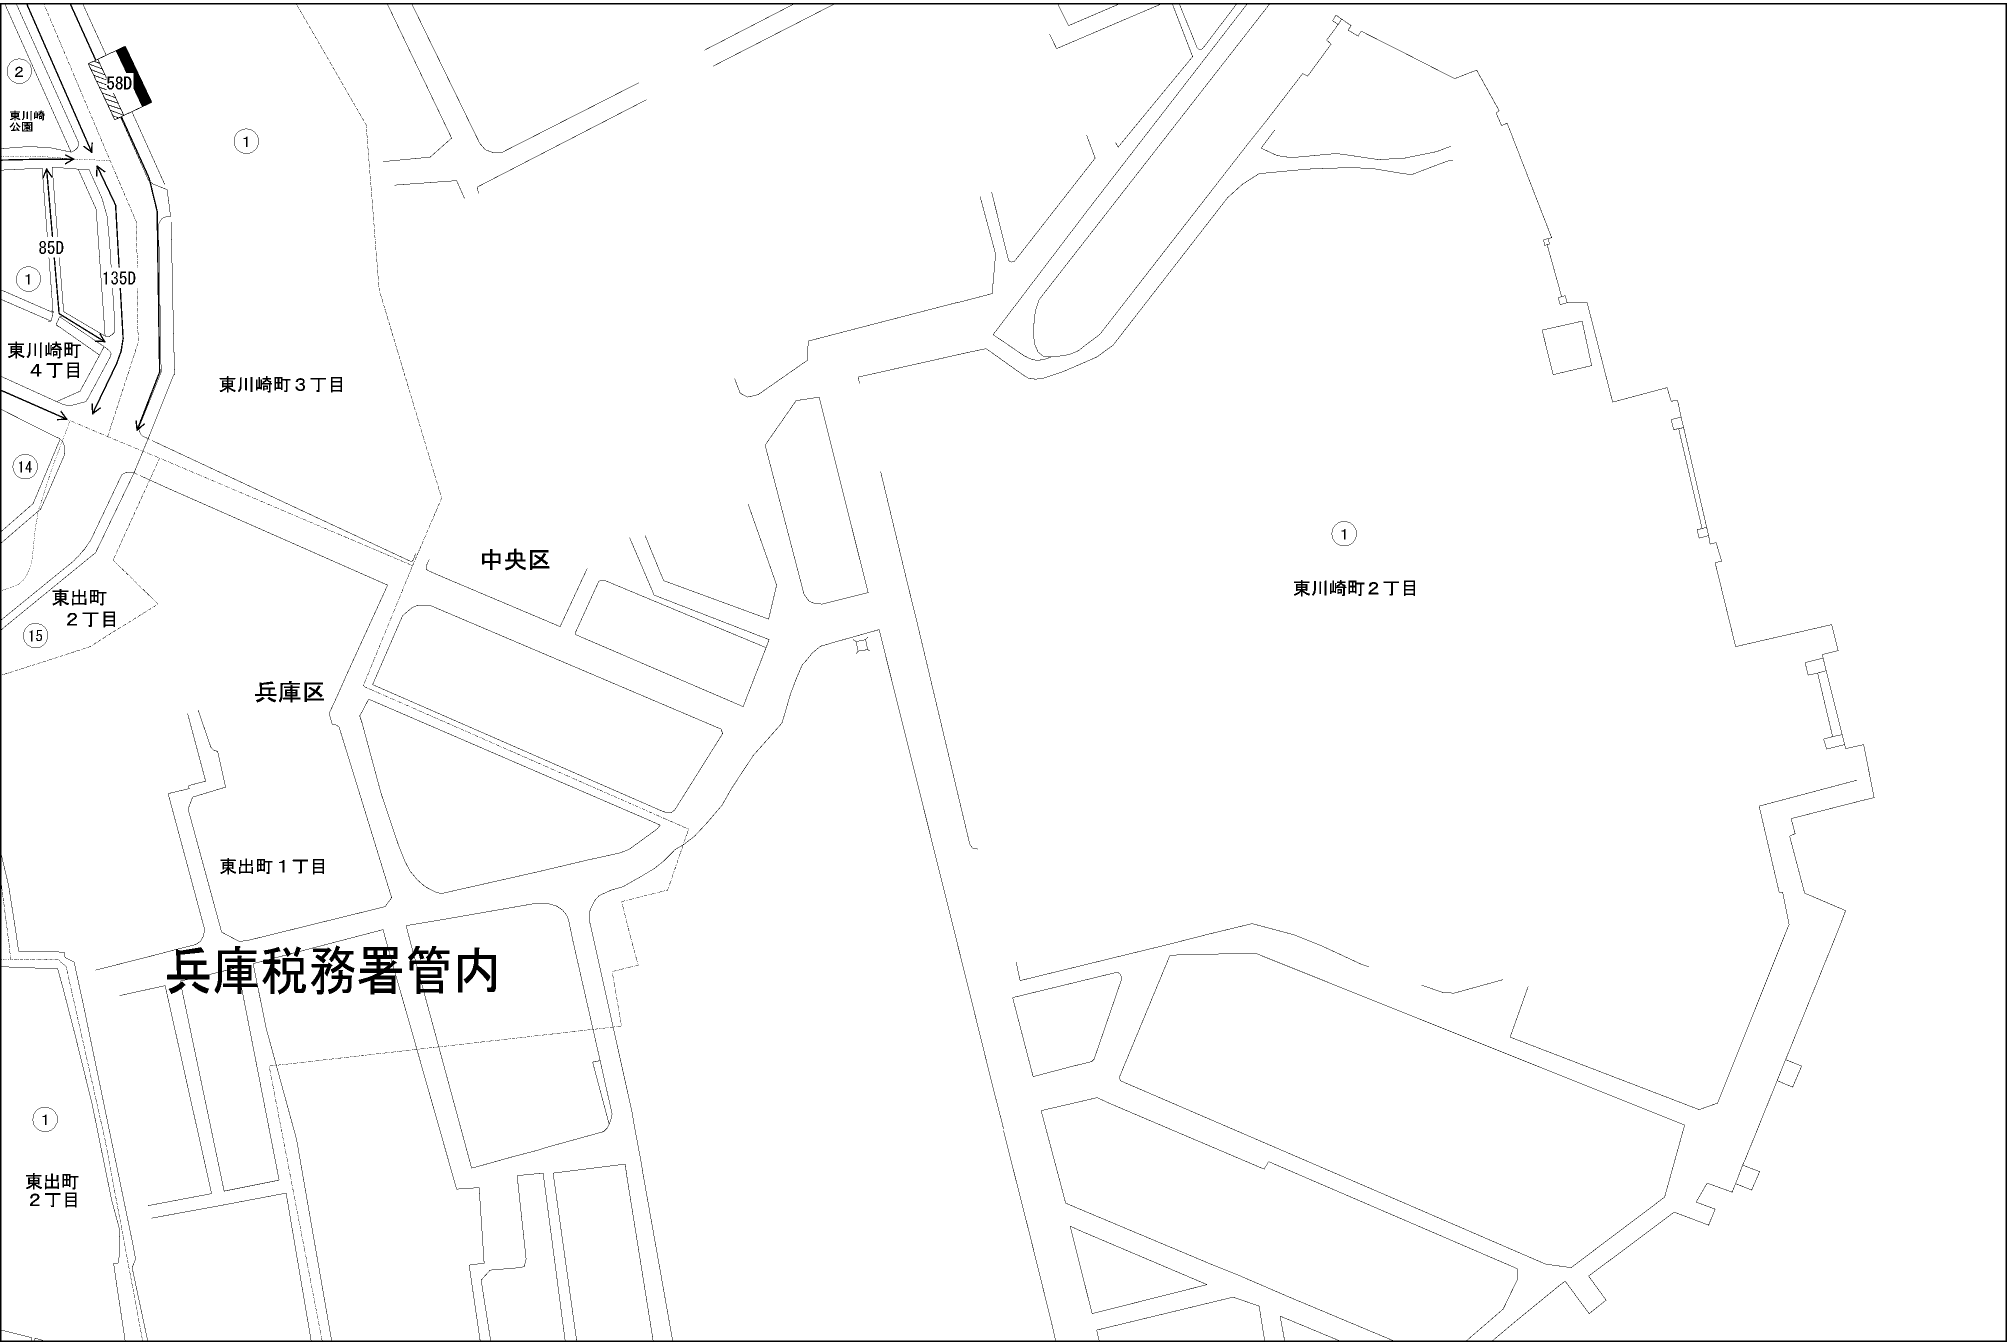 58D
②
東川崎
公園
①
85D
135D
①
東川崎町
４丁目
東川崎町３丁目
⑭
中央区
①
東川崎町２丁目
東出町
２丁目
⑮
兵庫区
東出町１丁目
兵庫税務署管内
①
東出町
２丁目